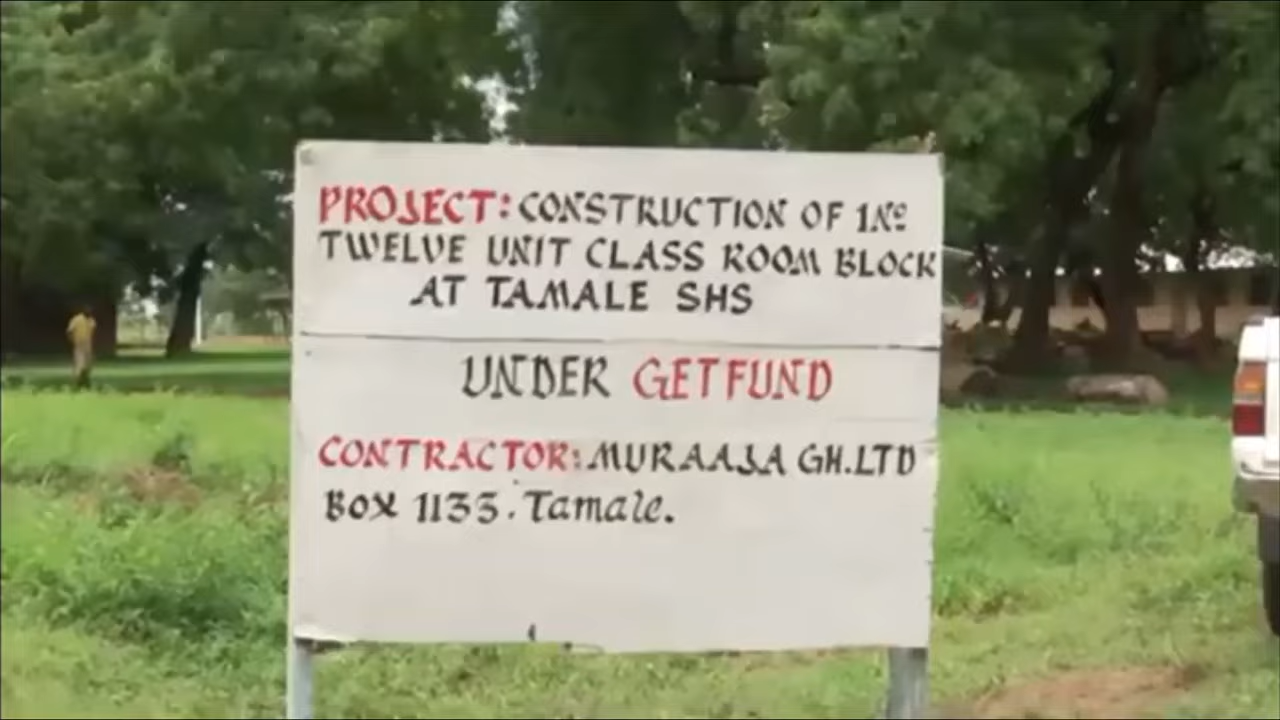 PROJECT: CONSTRUCTION OF 1Nº
TWELVE UNIT CLASS ROOM BLOCK
AT TAMALE SHS
UNDER GETFUND
CONTRACTOR: MURAAJA GH.LTD
BOX 1133. Tamale.